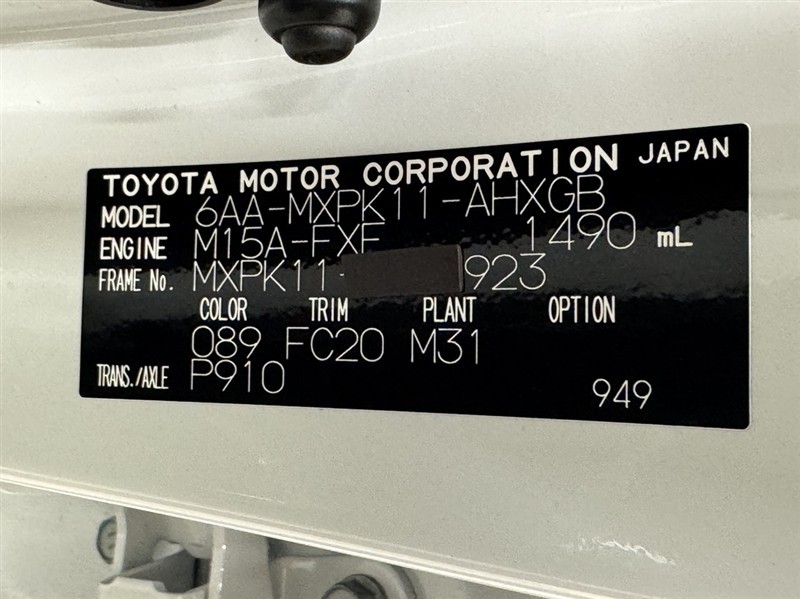 TOYOTA MOTOR CORPORATION JAPAN
MODEL 6AA-MXPK11-AHXGB
ENGINE M15A-FXE 1490 mL
FRAME No. MXPK11- 923
COLOR TRIM PLANT OPTION
089 FC20 M31
TRANS./AXLE P910
949